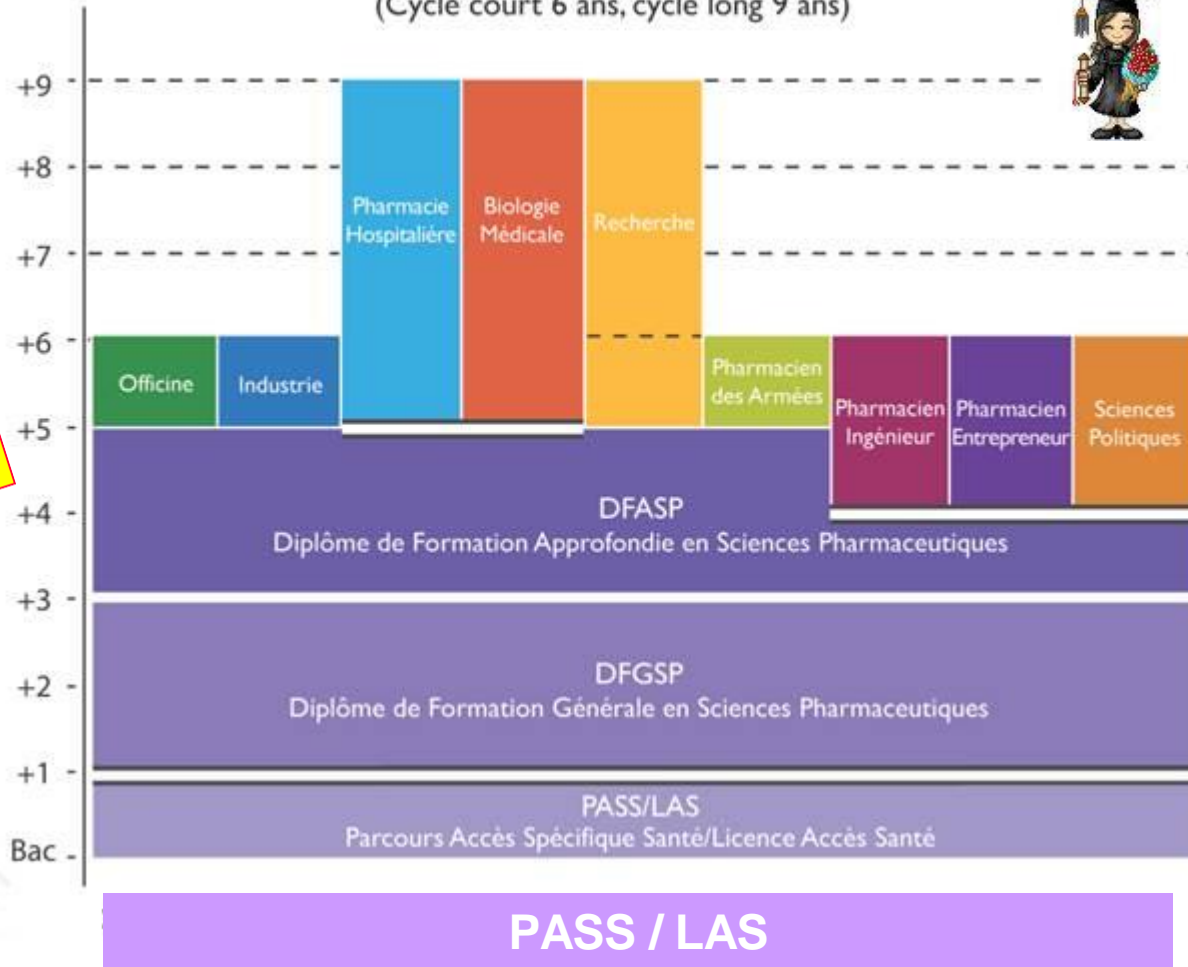 (Cycle court 6 ans, cycle long 9 ans)
+9
+8
+7
+6
+5
+4
+3
+2
+1
Bac
Pharmacie
Hospitalière
Biologie
Médicale
Recherche
Officine
Industrie
Pharmacien
des Armées
Pharmacien
Ingénieur
Pharmacien
Entrepreneur
Sciences
Politiques
DFASP
Diplôme de Formation Approfondie en Sciences Pharmaceutiques
DFGSP
Diplôme de Formation Générale en Sciences Pharmaceutiques
PASS/LAS
Parcours Accès Spécifique Santé/Licence Accès Santé
PASS / LAS